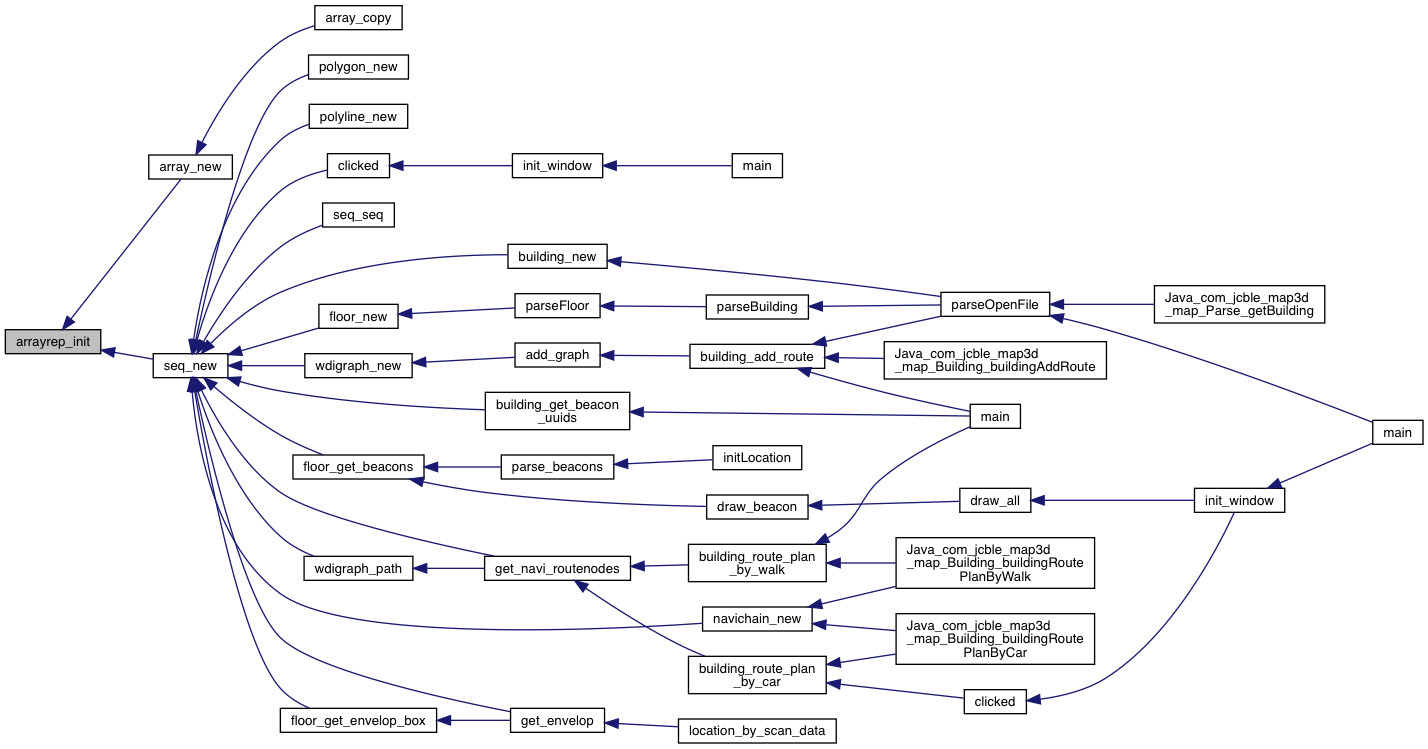 array_copy
polygon_new
polyline_new
array_new
clicked
init_window
main
seq_seq
building_new
floor_new
parseFloor
parseBuilding
parseOpenFile
Java_com_jcble_map3d
_map_Parse_getBuilding
arrayrep_init
seq_new
wdigraph_new
add_graph
building_add_route
Java_com_jcble_map3d
_map_Building_buildingAddRoute
building_get_beacon
_uuids
main
main
floor_get_beacons
parse_beacons
initLocation
draw_beacon
draw_all
init_window
wdigraph_path
get_navi_routenodes
building_route_plan
_by_walk
Java_com_jcble_map3d
_map_Building_buildingRoute
PlanByWalk
navichain_new
Java_com_jcble_map3d
_map_Building_buildingRoute
PlanByCar
building_route_plan
_by_car
clicked
floor_get_envelop_box
get_envelop
location_by_scan_data